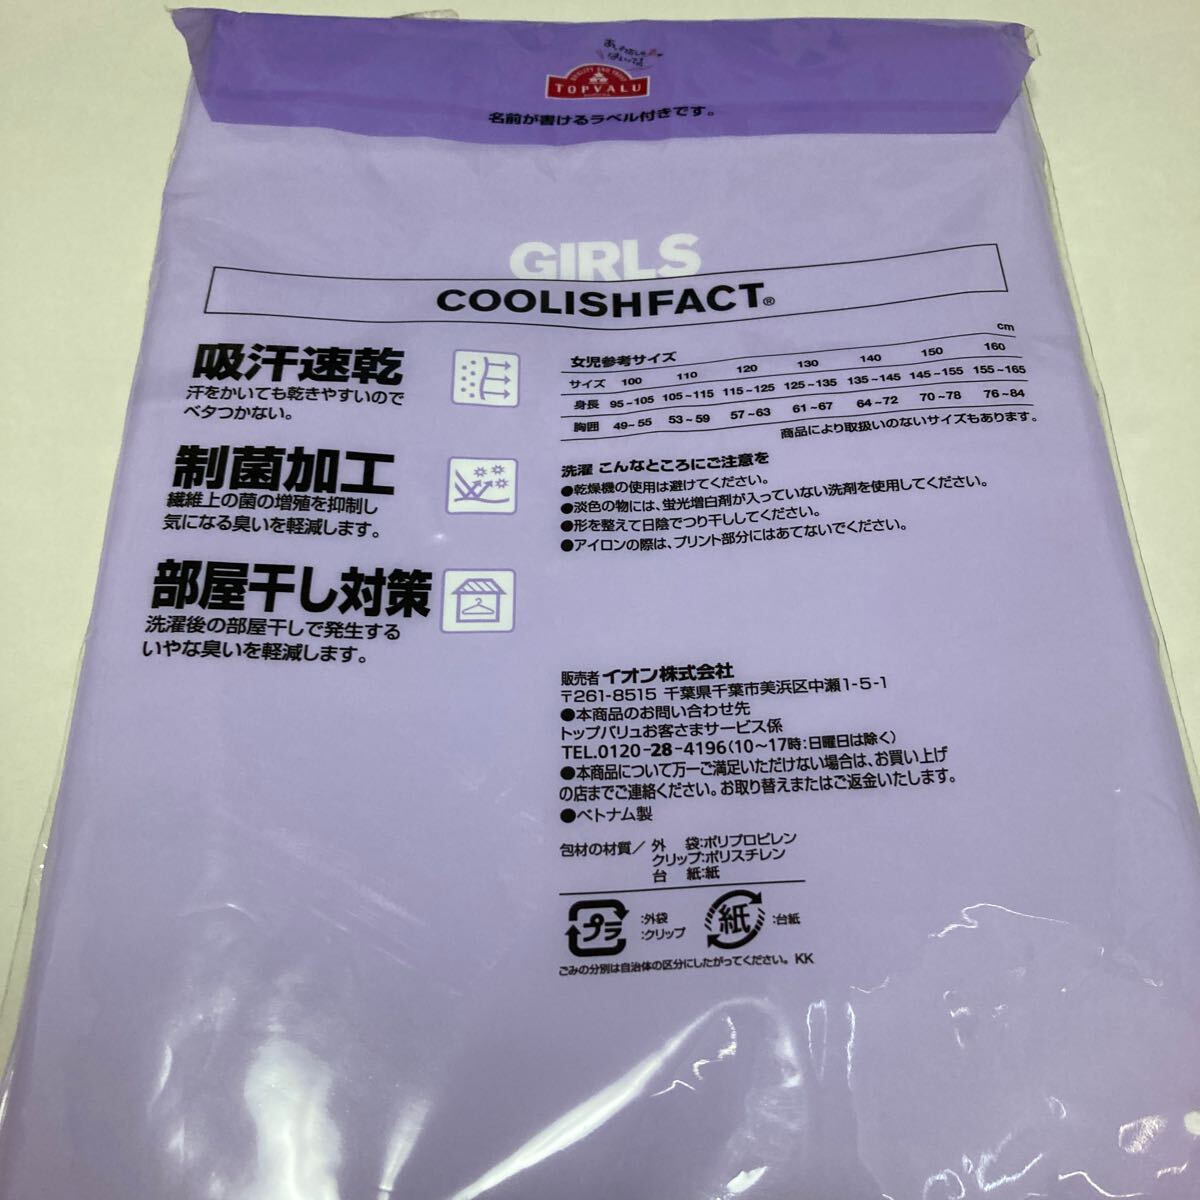 TOPVALU
名前が書けるラベル付きです。
GIRLS
COOLISHFACT®
吸汗速乾
汗をかいても乾きやすいので
ベタつかない。
制菌加工
繊維上の菌の増殖を抑制し
気になる臭いを軽減します。
部屋干し対策
洗濯後の部屋干しで発生する
いやな臭いを軽減します。
cm
女児参考サイズ
サイズ 100 110 120 130 140 150 160
身長 95~105 105~115 115~125 125~135 135~145 145~155 155~165
胸囲 49~55 53~59 57~63 61~67 64~72 70~78 76~84
商品により取扱いのないサイズもあります。
洗濯 こんなところにご注意を
●乾燥機の使用は避けてください。
●淡色の物には、蛍光増白剤が入っていない洗剤を使用してください。
●形を整えて日陰でつり干ししてください。
●アイロンの際は、プリント部分にはあてないでください。
販売者 イオン株式会社
〒261-8515 千葉県千葉市美浜区中瀬1-5-1
●本商品のお問い合わせ先
トップバリュお客さまサービス係
TEL.0120-28-4196(10~17時:日曜日は除く)
●本商品について万一ご満足いただけない場合は、お買い上げ
の店までご連絡ください。お取り替えまたはご返金いたします。
●ベトナム製
包材の材質/ 外 袋:ポリプロピレン
クリップ:ポリスチレン
台 紙:紙
プラ :外袋
:クリップ
紙 :台紙
ごみの分別は自治体の区分にしたがってください。KK